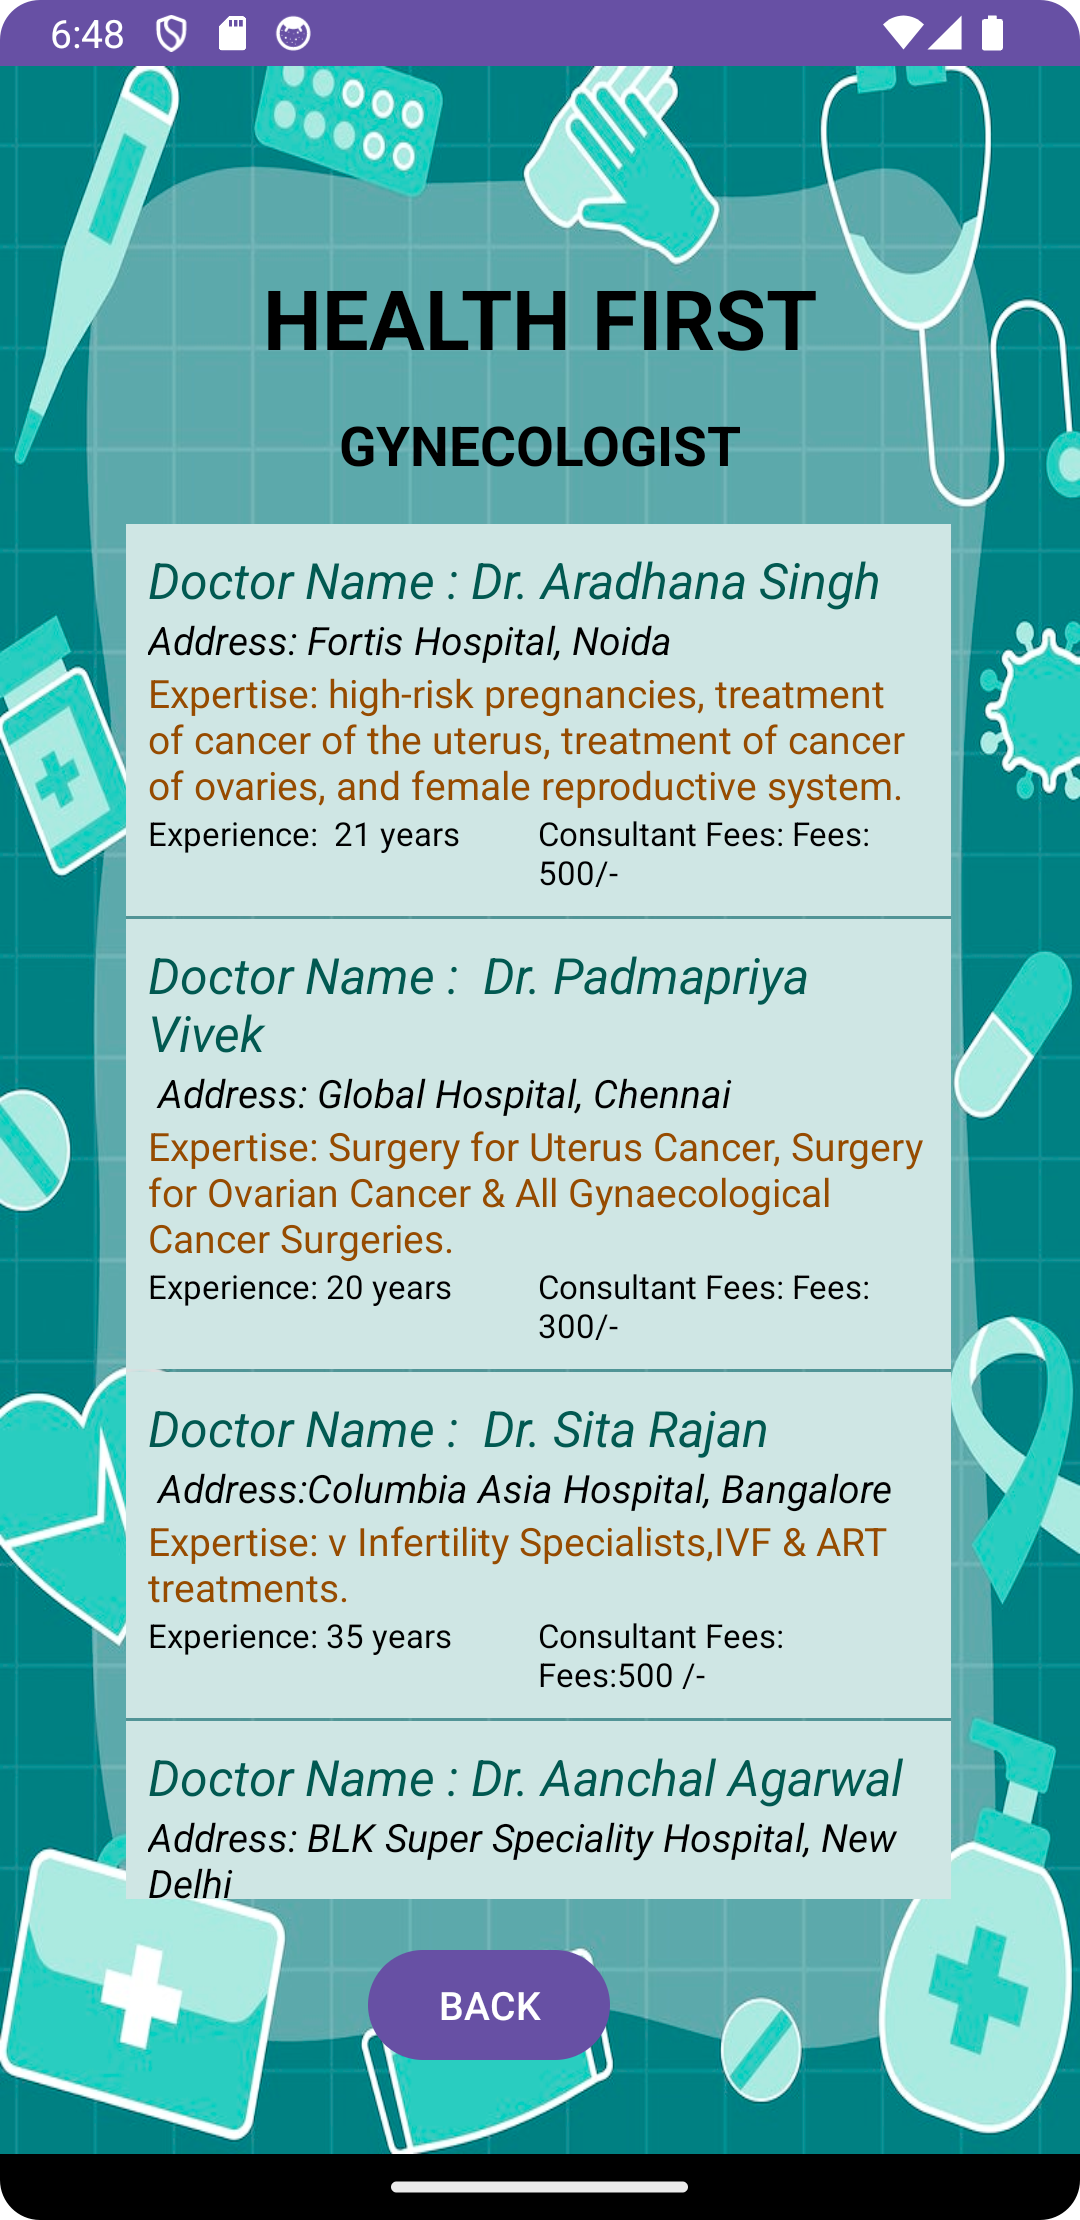 6:48
HEALTH FIRST
GYNECOLOGIST
Doctor Name : Dr. Aradhana Singh
Address: Fortis Hospital, Noida
Expertise: high-risk pregnancies, treatment
of cancer of the uterus, treatment of cancer
of ovaries, and female reproductive system.
Experience:  21 years
Consultant Fees: Fees:
500/-
Doctor Name :  Dr. Padmapriya
Vivek
Address: Global Hospital, Chennai
Expertise: Surgery for Uterus Cancer, Surgery
for Ovarian Cancer & All Gynaecological
Cancer Surgeries.
Experience: 20 years
Consultant Fees: Fees:
300/-
Doctor Name :  Dr. Sita Rajan
Address:Columbia Asia Hospital, Bangalore
Expertise: v Infertility Specialists,IVF & ART
treatments.
Experience: 35 years
Consultant Fees:
Fees:500 /-
Doctor Name : Dr. Aanchal Agarwal
Address: BLK Super Speciality Hospital, New
Delhi
BACK